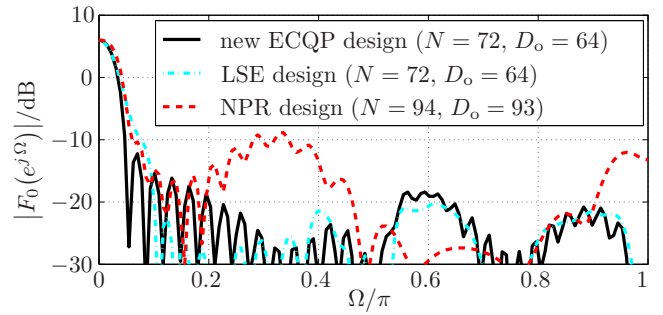 |F₀(e^{jΩ})|/dB
10
0
−10
−20
−30
new ECQP design (N = 72, Dₒ = 64)
LSE design (N = 72, Dₒ = 64)
NPR design (N = 94, Dₒ = 93)
0 0.2 0.4 0.6 0.8 1
Ω/π